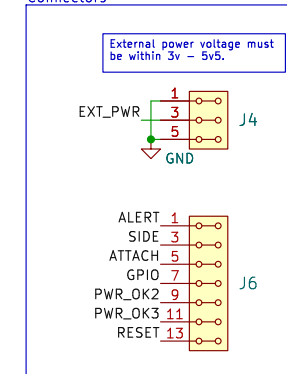 Connectors
External power voltage must
be within 3v - 5v5.
1
EXT_PWR 3 J4
5
GND
ALERT 1
SIDE 3
ATTACH 5
GPIO 7 J6
PWR_OK2 9
PWR_OK3 11
RESET 13